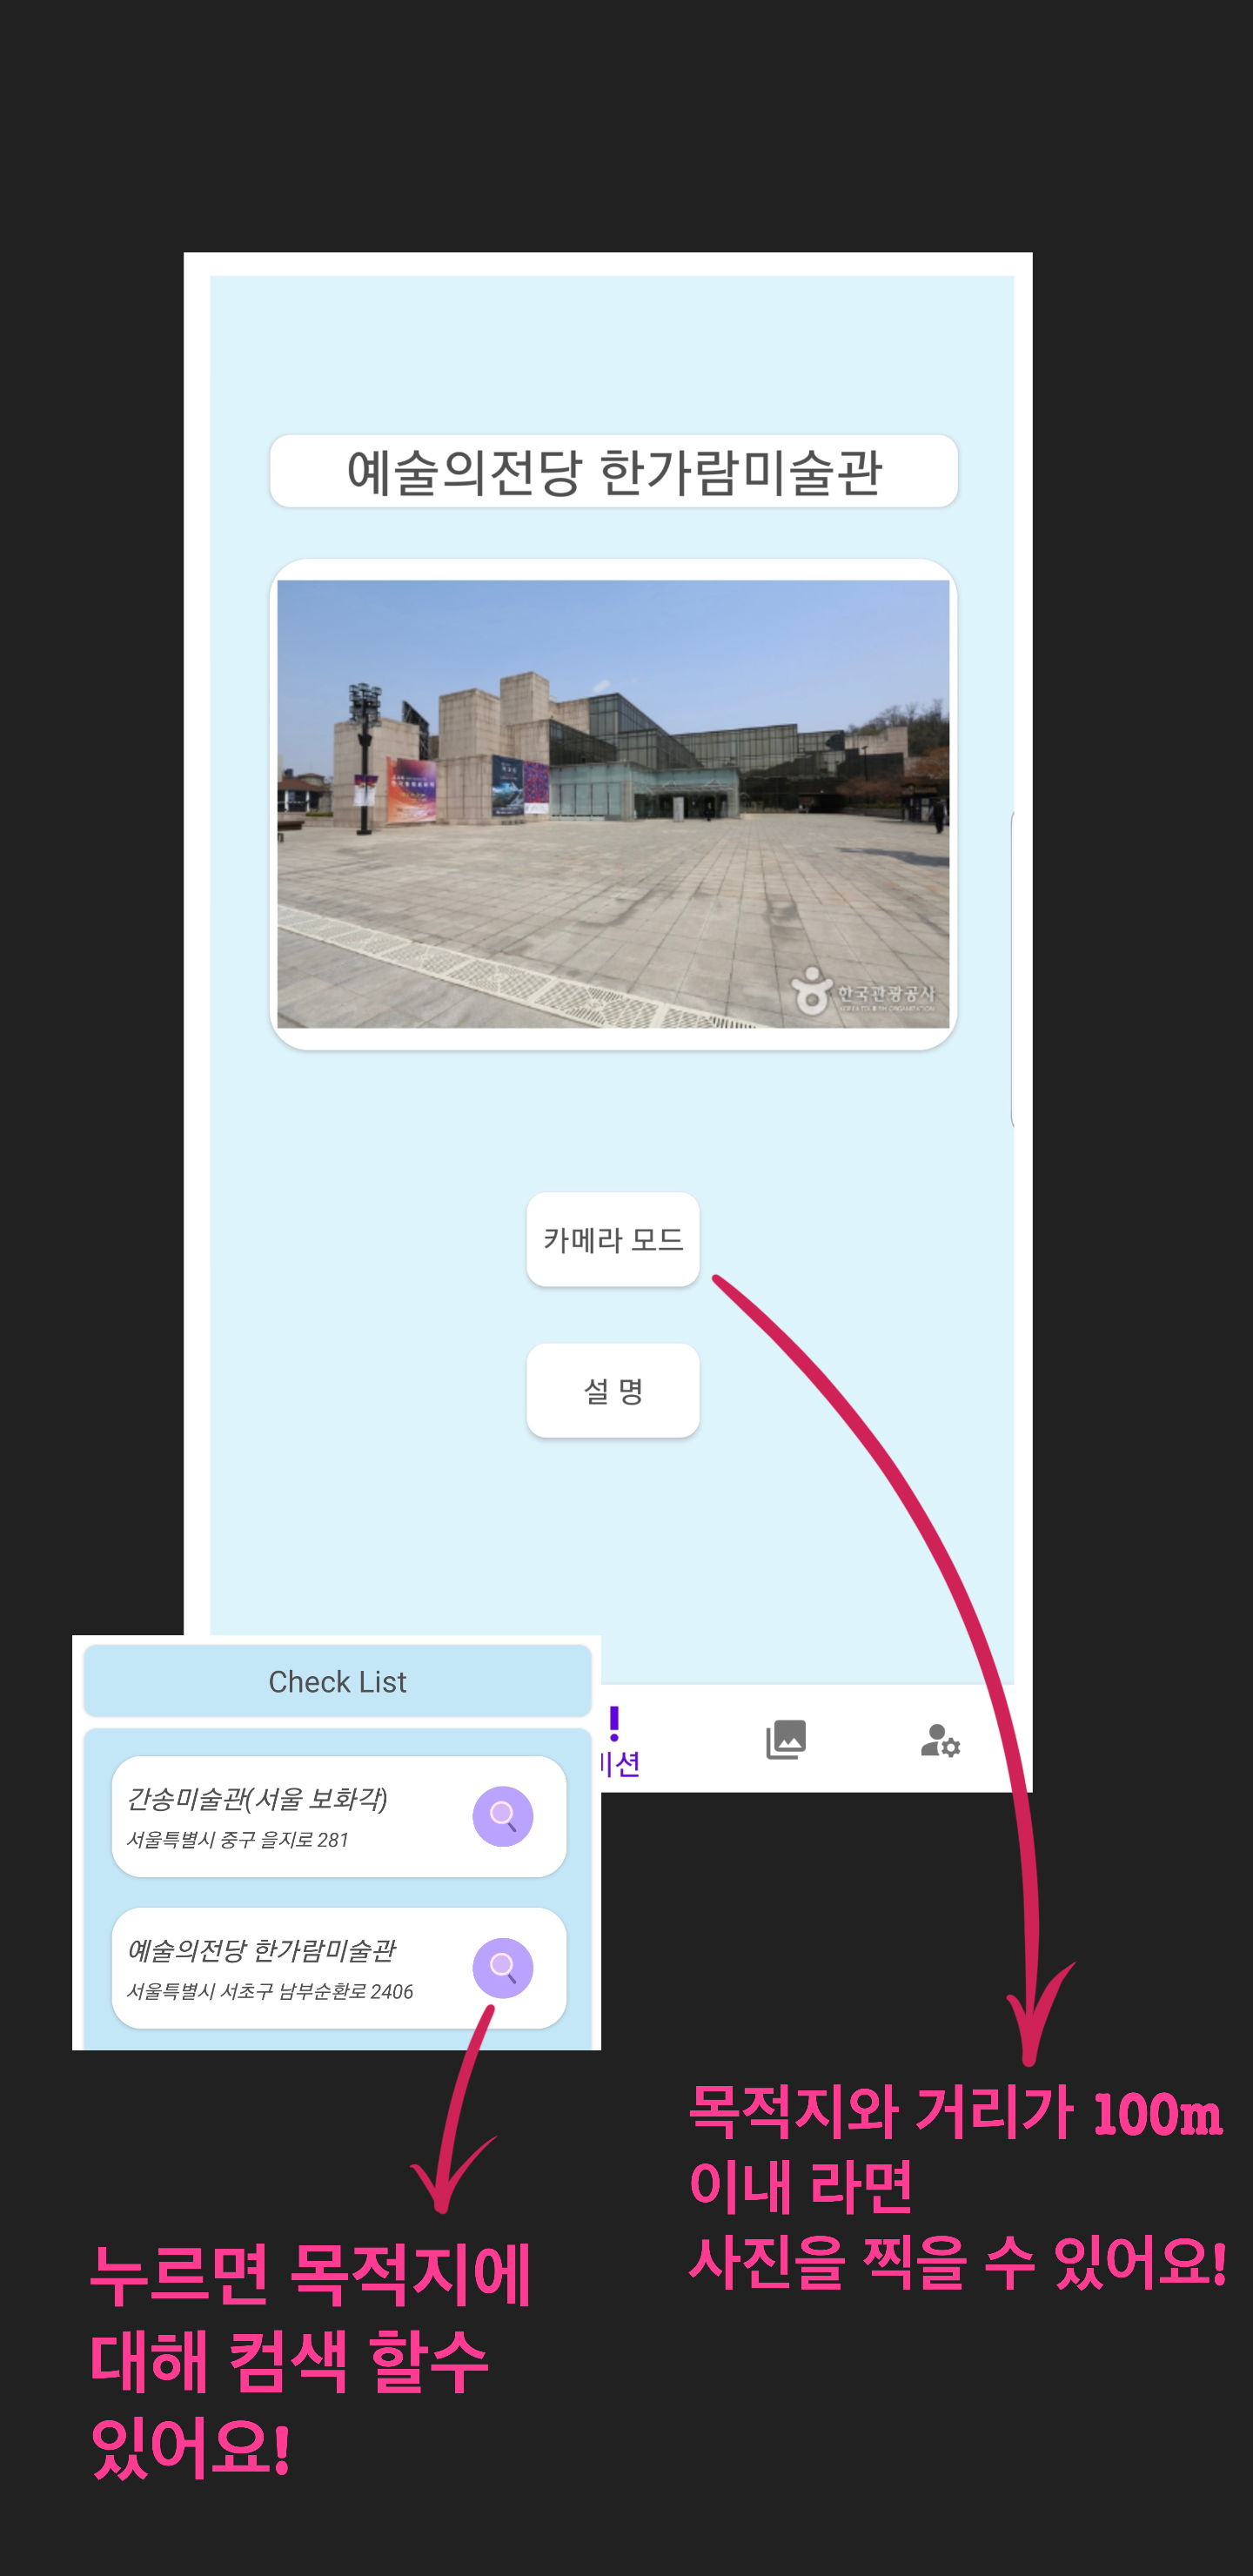 예술의전당 한가람미술관
한국관광공사
KOREA TOURISM ORGANIZATION
카메라 모드
설 명
미션
Check List
간송미술관(서울 보화각)
서울특별시 중구 을지로 281
예술의전당 한가람미술관
서울특별시 서초구 남부순환로 2406
목적지와 거리가 100m
이내 라면
사진을 찍을 수 있어요!
누르면 목적지에
대해 컴색 할수
있어요!